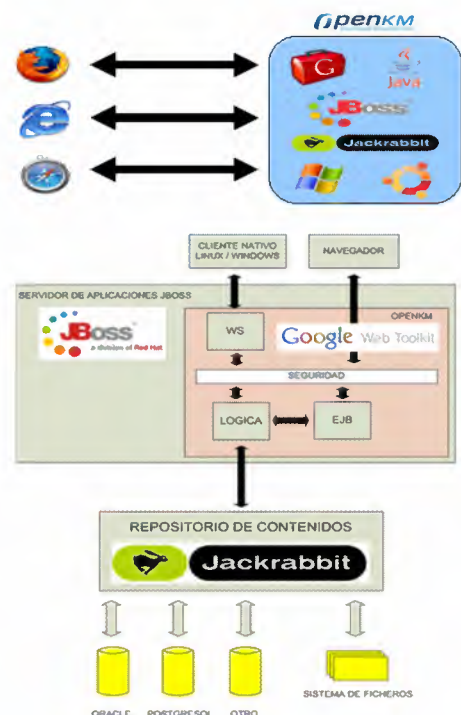 OPENKM
G
Java
JBoss
Jackrabbit
CLIENTE NATIVO
LINUX / WINDOWS
NAVEGADOR
SERVIDOR DE APLICACIONES JBOSS
OPENKM
JBoss
a division of Red Hat
WS
Google Web Toolkit
SEGURIDAD
LOGICA
EJB
REPOSITORIO DE CONTENIDOS
Jackrabbit
SISTEMA DE FICHEROS
ORACLE
POSTGRESQL
OTRO